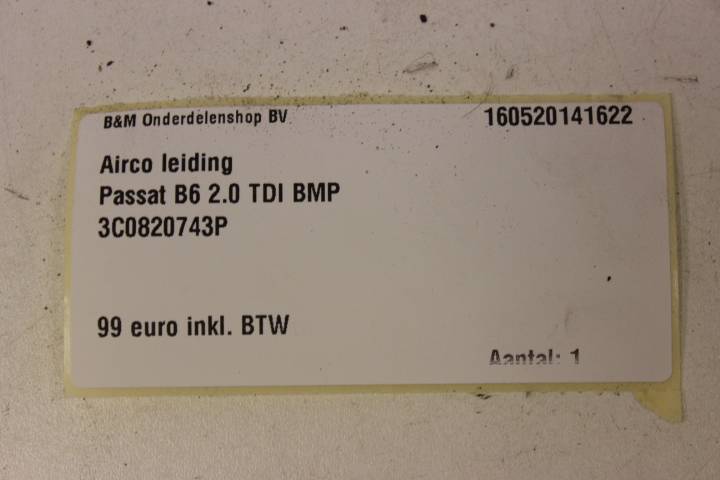 B&M Onderdelenshop BV 160520141622
Airco leiding
Passat B6 2.0 TDI BMP
3C0820743P
99 euro inkl. BTW
Aantal: 1